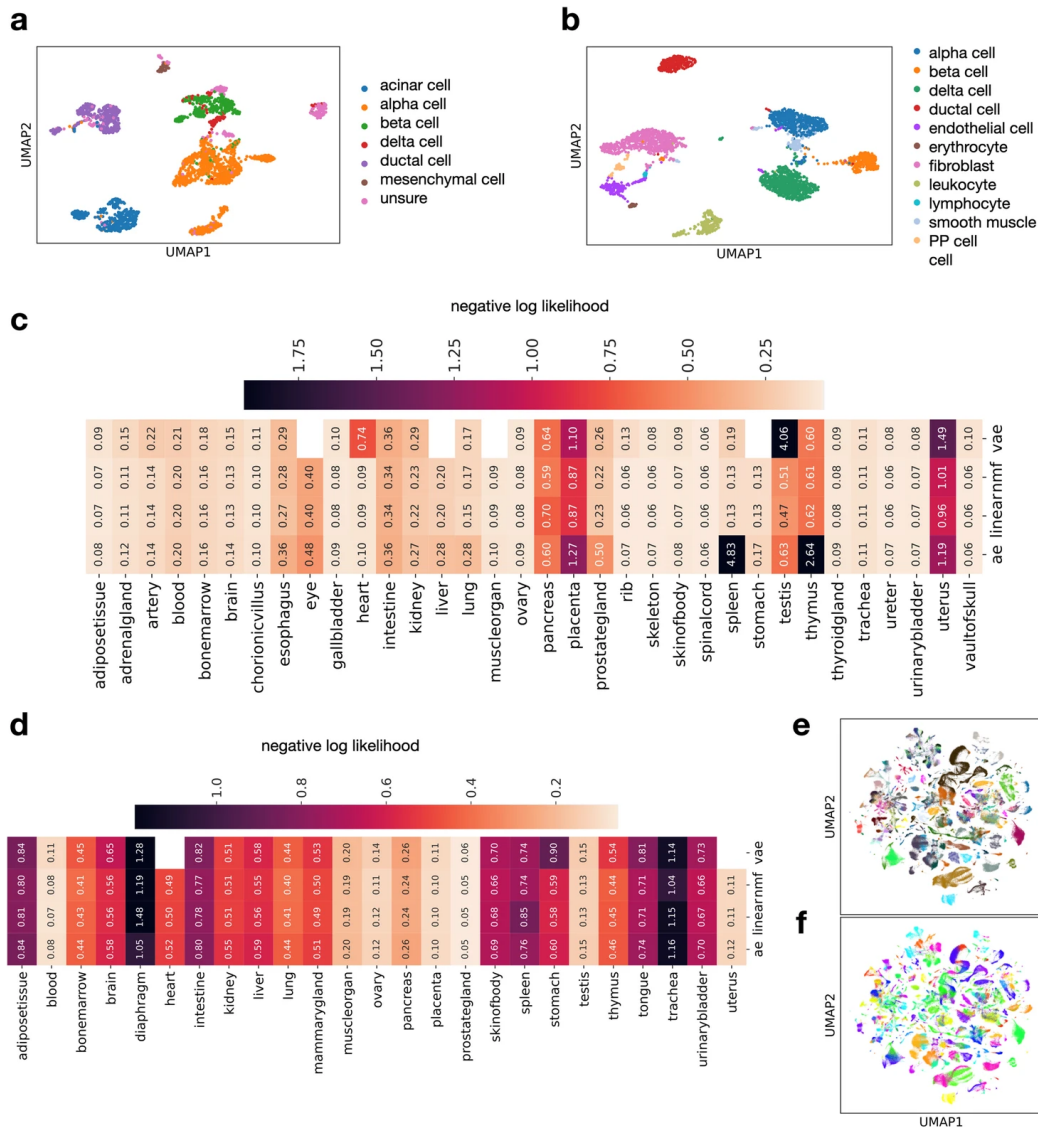 a
UMAP2
UMAP1
acinar cell
alpha cell
beta cell
delta cell
ductal cell
mesenchymal cell
unsure
b
UMAP2
UMAP1
alpha cell
beta cell
delta cell
ductal cell
endothelial cell
erythrocyte
fibroblast
leukocyte
lymphocyte
smooth muscle
PP cell
cell
c
negative log likelihood
1.75 1.50 1.25 1.00 0.75 0.50 0.25
0.09 0.15 0.22 0.21 0.18 0.15 0.11 0.29 0.10 0.74 0.36 0.29 0.17 0.09 0.64 1.10 0.26 0.13 0.08 0.09 0.06 0.19 4.06 0.60 0.09 0.11 0.08 0.08 1.49 0.10 vae
0.07 0.11 0.14 0.20 0.16 0.13 0.10 0.28 0.40 0.08 0.09 0.34 0.23 0.20 0.17 0.09 0.08 0.59 0.87 0.22 0.06 0.06 0.07 0.06 0.13 0.13 0.51 0.61 0.08 0.11 0.06 0.07 1.01 0.06 nmf
0.07 0.11 0.14 0.20 0.16 0.13 0.10 0.27 0.40 0.08 0.09 0.34 0.22 0.20 0.15 0.09 0.08 0.70 0.87 0.23 0.06 0.06 0.07 0.06 0.13 0.13 0.47 0.62 0.08 0.11 0.06 0.07 0.96 0.06 linear
0.08 0.12 0.14 0.20 0.16 0.14 0.10 0.36 0.48 0.09 0.10 0.36 0.27 0.28 0.28 0.09 0.09 0.60 1.27 0.50 0.07 0.07 0.08 0.06 4.83 0.17 0.63 2.64 0.08 0.11 0.07 0.07 1.19 0.06 ae
adiposetissue
adrenalgland
artery
blood
bonemarrow
brain
chorionicvillus
esophagus
eye
gallbladder
heart
intestine
kidney
liver
lung
muscleorgan
ovary
pancreas
placenta
prostategland
rib
skeleton
skinofbody
spinalcord
spleen
stomach
testis
thymus
thyroidgland
trachea
ureter
urinarybladder
uterus
vaultofskull
d
negative log likelihood
1.0 0.8 0.6 0.4 0.2
0.84 0.11 0.45 0.65 1.28 0.82 0.51 0.58 0.44 0.53 0.20 0.14 0.26 0.11 0.06 0.70 0.74 0.90 0.15 0.54 0.81 1.14 0.73 vae
0.80 0.08 0.41 0.56 1.19 0.49 0.77 0.51 0.55 0.40 0.50 0.19 0.11 0.24 0.10 0.05 0.66 0.74 0.59 0.13 0.44 0.71 1.04 0.66 0.11 nmf
0.81 0.07 0.43 0.56 1.48 0.50 0.78 0.51 0.56 0.41 0.49 0.19 0.12 0.24 0.10 0.05 0.68 0.85 0.58 0.13 0.45 0.71 1.15 0.67 0.11 linear
0.84 0.08 0.44 0.58 1.05 0.52 0.80 0.55 0.59 0.44 0.51 0.20 0.12 0.26 0.10 0.05 0.69 0.76 0.60 0.15 0.46 0.74 1.16 0.70 0.12 ae
adiposetissue
blood
bonemarrow
brain
diaphragm
heart
intestine
kidney
liver
lung
mammarygland
muscleorgan
ovary
pancreas
placenta
prostategland
skinofbody
spleen
stomach
testis
thymus
tongue
trachea
urinarybladder
uterus
e
UMAP2
f
UMAP2
UMAP1